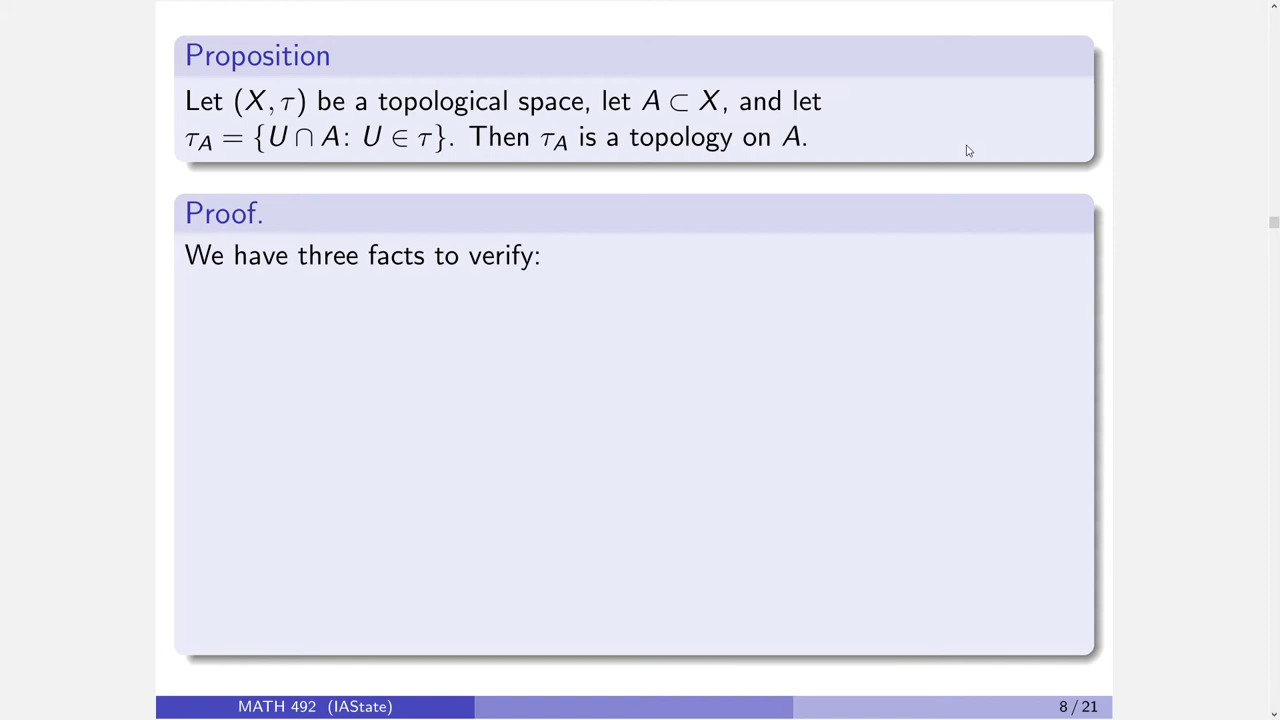 Proposition
Let (X, τ) be a topological space, let A ⊂ X, and let
τ_A = {U ∩ A: U ∈ τ}. Then τ_A is a topology on A.
Proof.
We have three facts to verify:
MATH 492 (IAState)
8 / 21